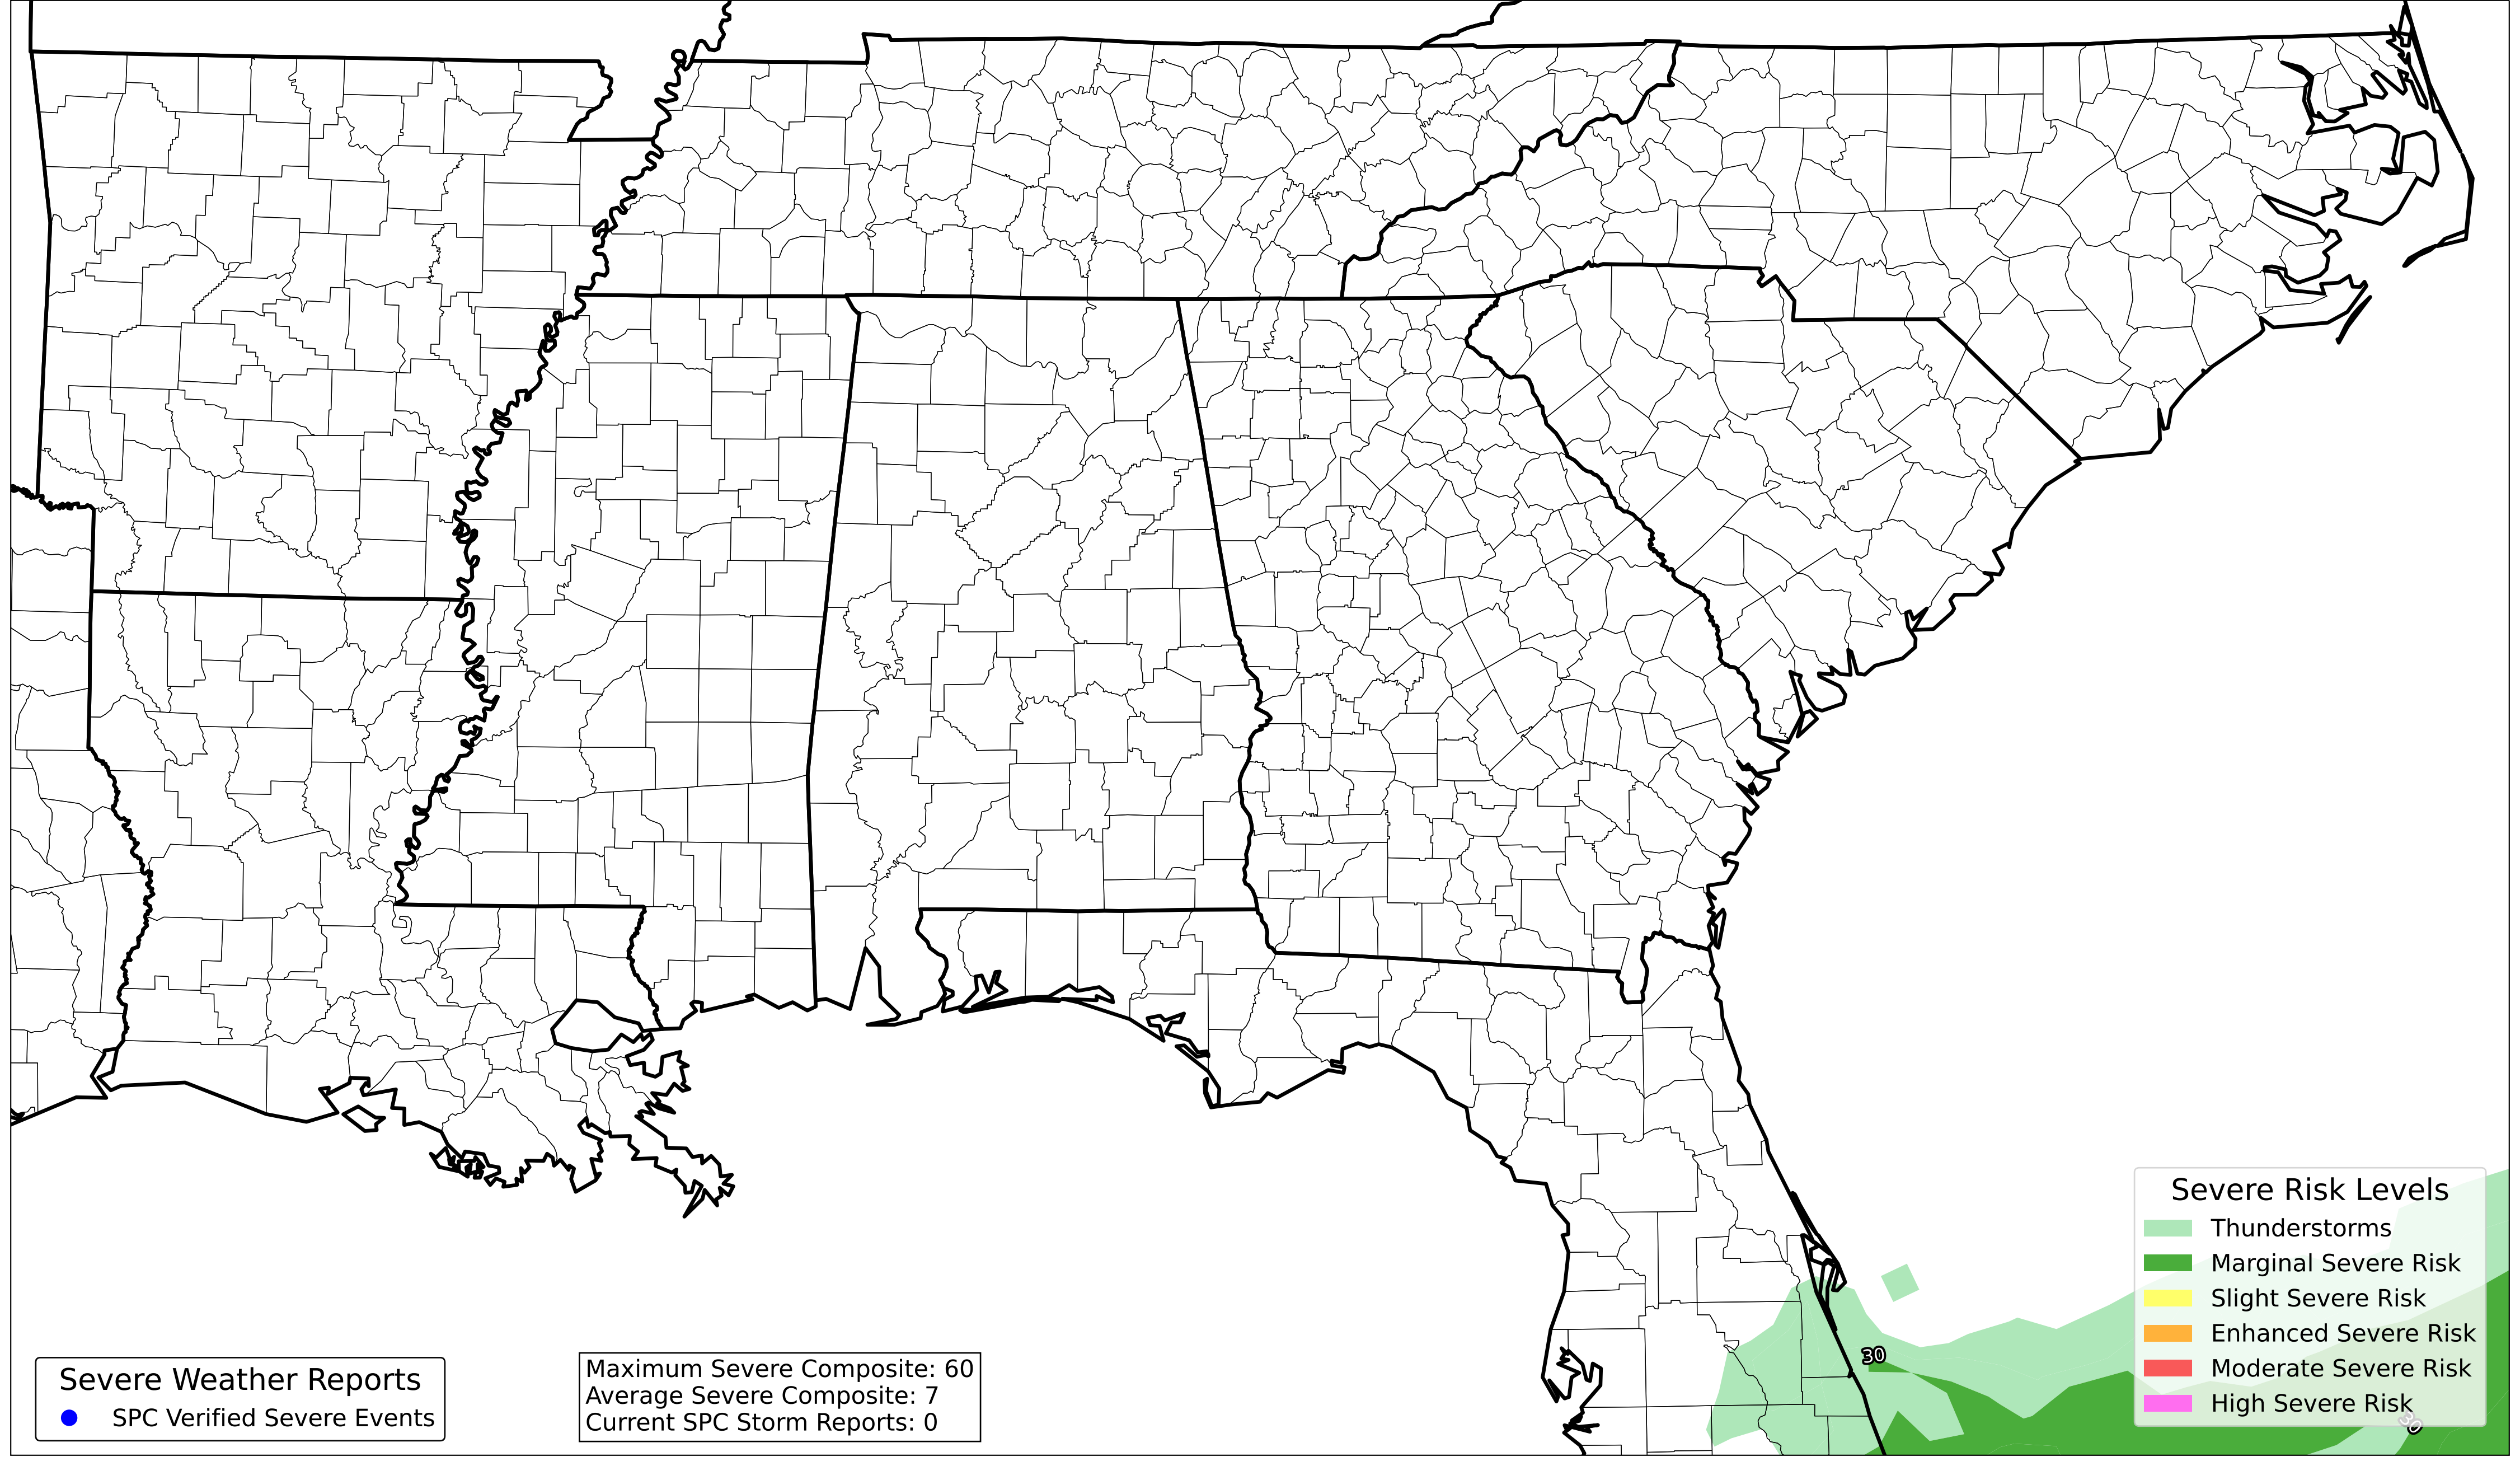 Severe Risk Levels
Thunderstorms
Marginal Severe Risk
Slight Severe Risk
Enhanced Severe Risk
Moderate Severe Risk
High Severe Risk
30
30
Severe Weather Reports
SPC Verified Severe Events
Maximum Severe Composite: 60
Average Severe Composite: 7
Current SPC Storm Reports: 0